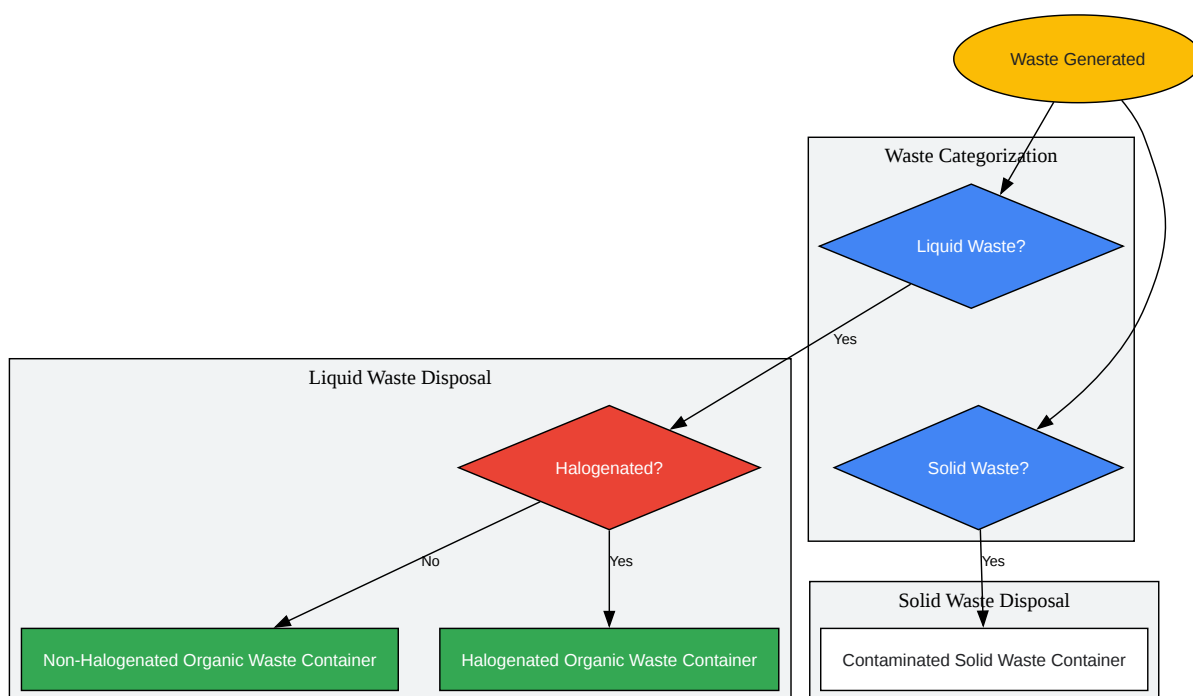 Waste Generated
Waste Categorization
Liquid Waste?
Yes
Liquid Waste Disposal
Halogenated?
Solid Waste?
No
Yes
Yes
Solid Waste Disposal
Non-Halogenated Organic Waste Container
Halogenated Organic Waste Container
Contaminated Solid Waste Container